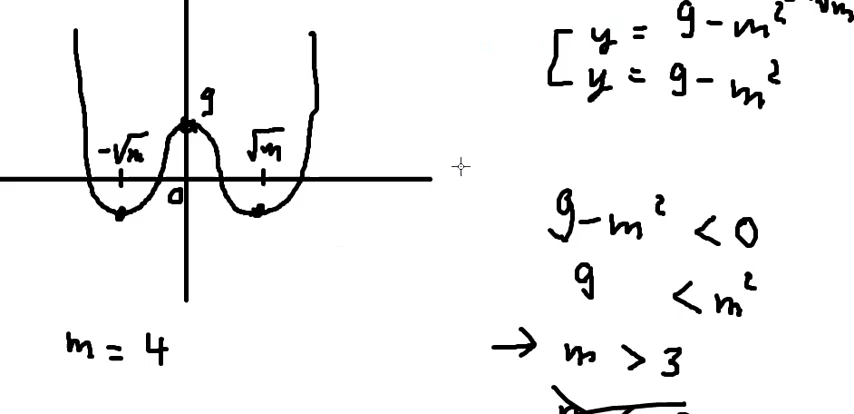 y = 9 - m²
y = 9 - m²
9
-√m
√m
0
9 - m² < 0
9 < m²
m = 4
→ m > 3